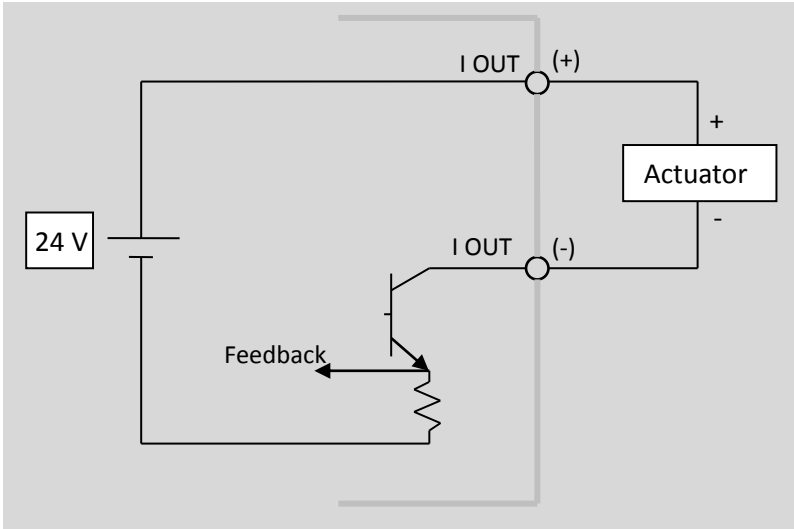 I OUT (+)
+
Actuator
-
24 V
I OUT (-)
Feedback